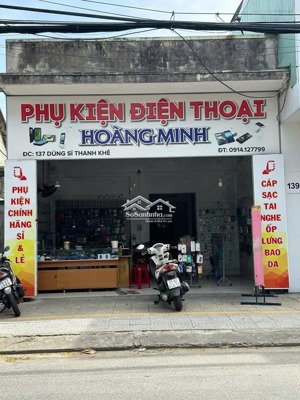 PHỤ KIỆN ĐIỆN THOẠI
HOÀNG MINH
ĐC: 137 DŨNG SĨ THANH KHÊ
ĐT: 0914.127799
PHỤ
KIỆN
CHÍNH
HÃNG
SỈ
& LẺ
SoSanhNha.com
CÁP
SẠC TAI
NGHE ỐP
LƯNG BAO
DA
139